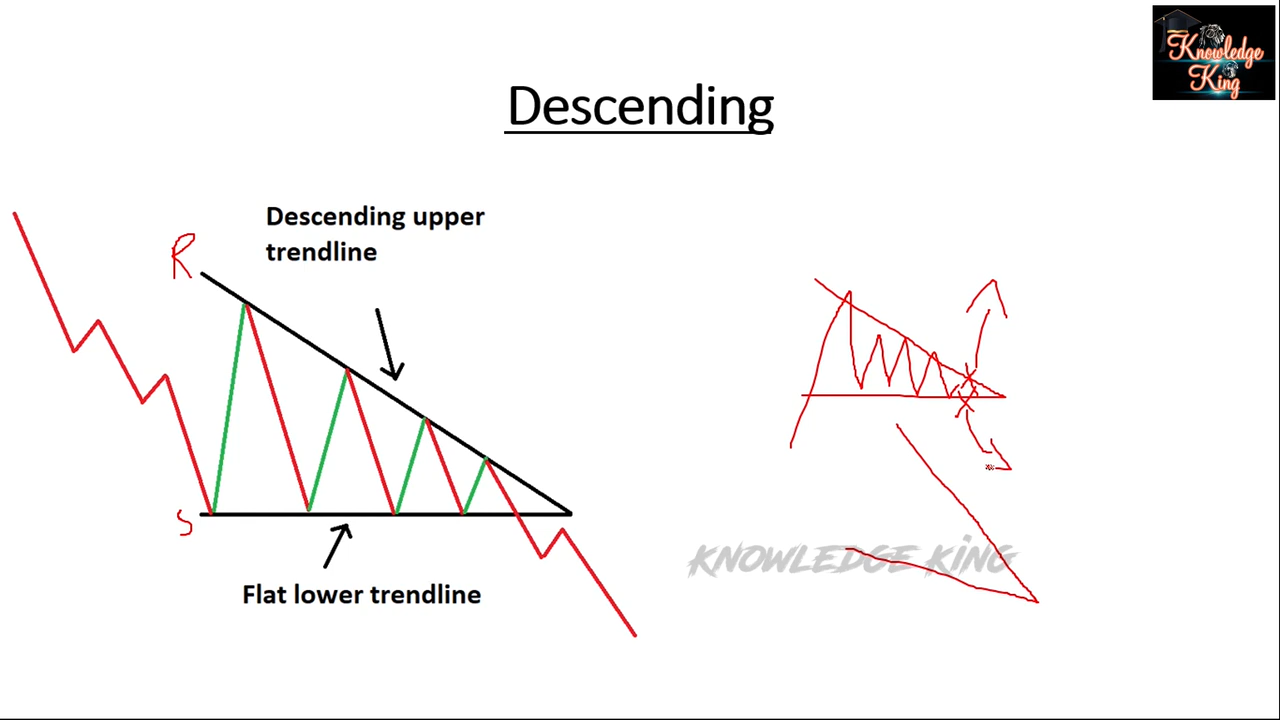 Knowledge
King
Descending
Descending upper
trendline
R
S
KNOWLEDGE KING
Flat lower trendline